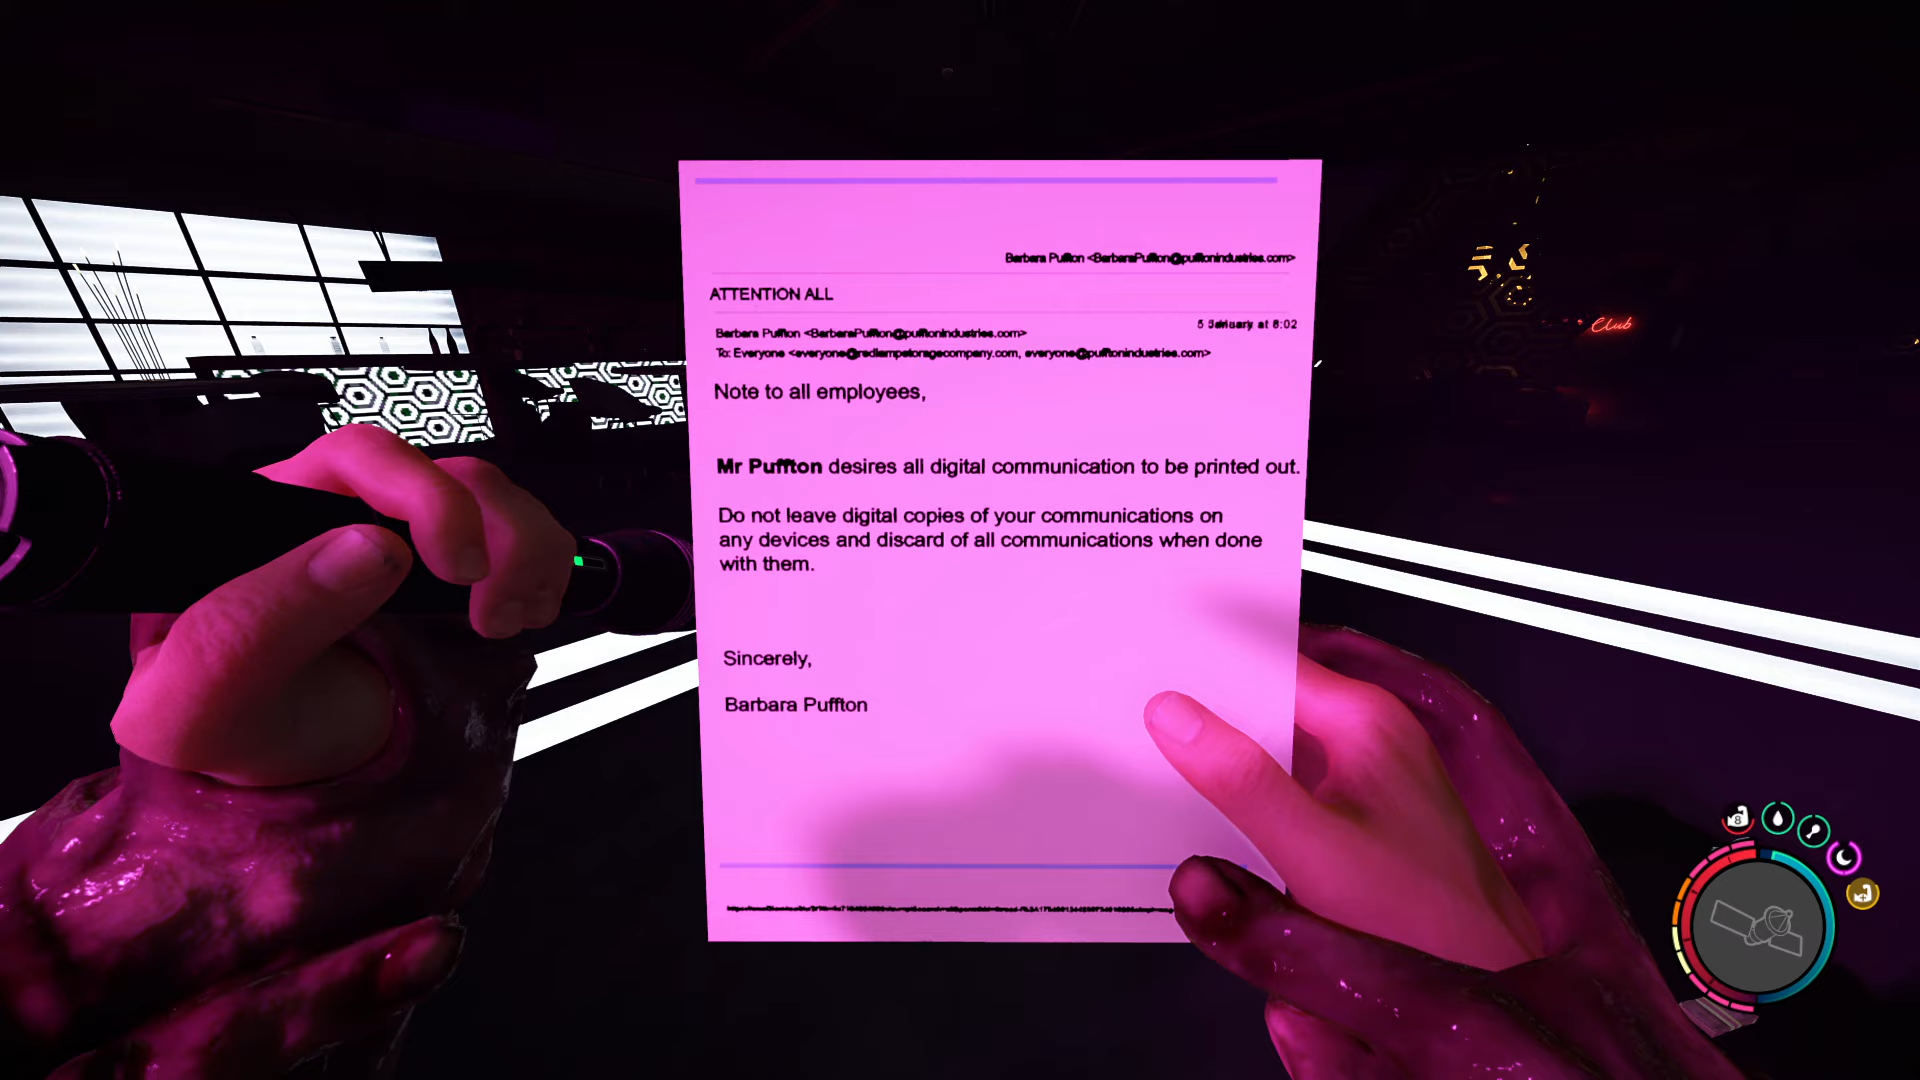 Barbara Puffton <BarbaraPuffton@pufftonindustries.com>
ATTENTION ALL
Barbara Puffton <BarbaraPuffton@pufftonindustries.com>
5 January at 8:02
To: Everyone <everyone@redlampstoragecompany.com, everyone@pufftonindustries.com>
Note to all employees,
Mr Puffton desires all digital communication to be printed out.
Do not leave digital copies of your communications on
any devices and discard of all communications when done
with them.
Sincerely,
Barbara Puffton
Club
8